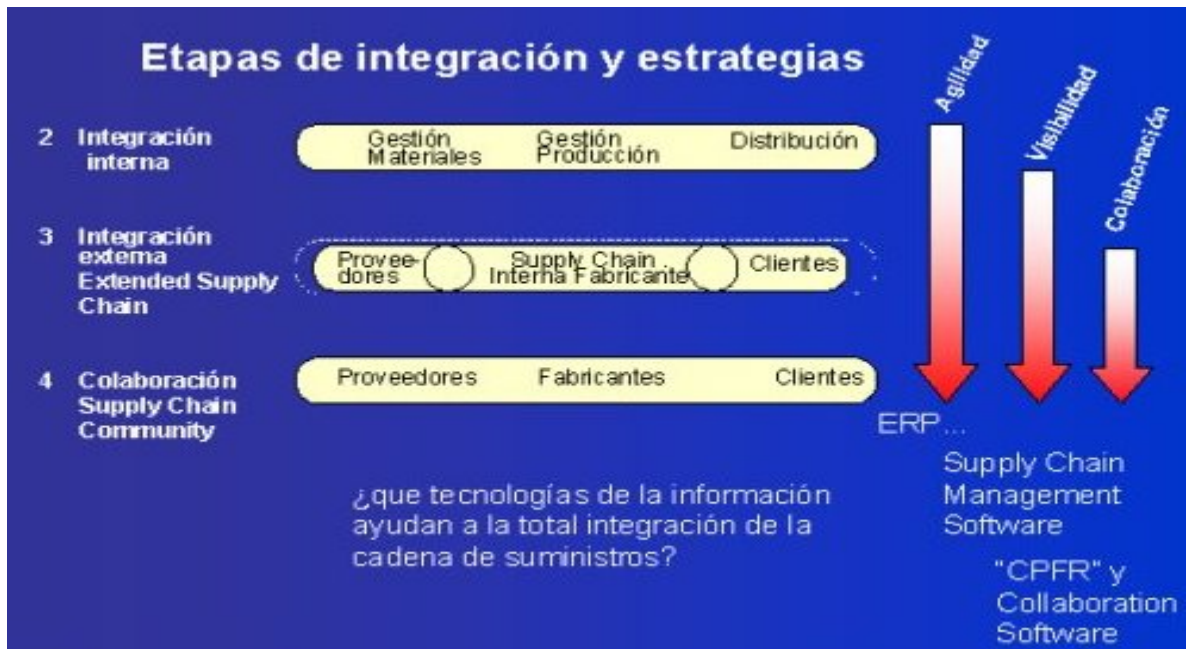 Etapas de integración y estrategias
Agilidad
Visibilidad
Colaboración
2 Integración
interna
Gestión
Materiales
Gestión
Producción
Distribución
3 Integración
externa
Extended Supply
Chain
Provee-
dores
Supply Chain
Interna Fabricante
Clientes
4 Colaboración
Supply Chain
Community
Proveedores
Fabricantes
Clientes
ERP...
Supply Chain
Management
Software
"CPFR" y
Collaboration
Software
¿que tecnologías de la información
ayudan a la total integración de la
cadena de suministros?